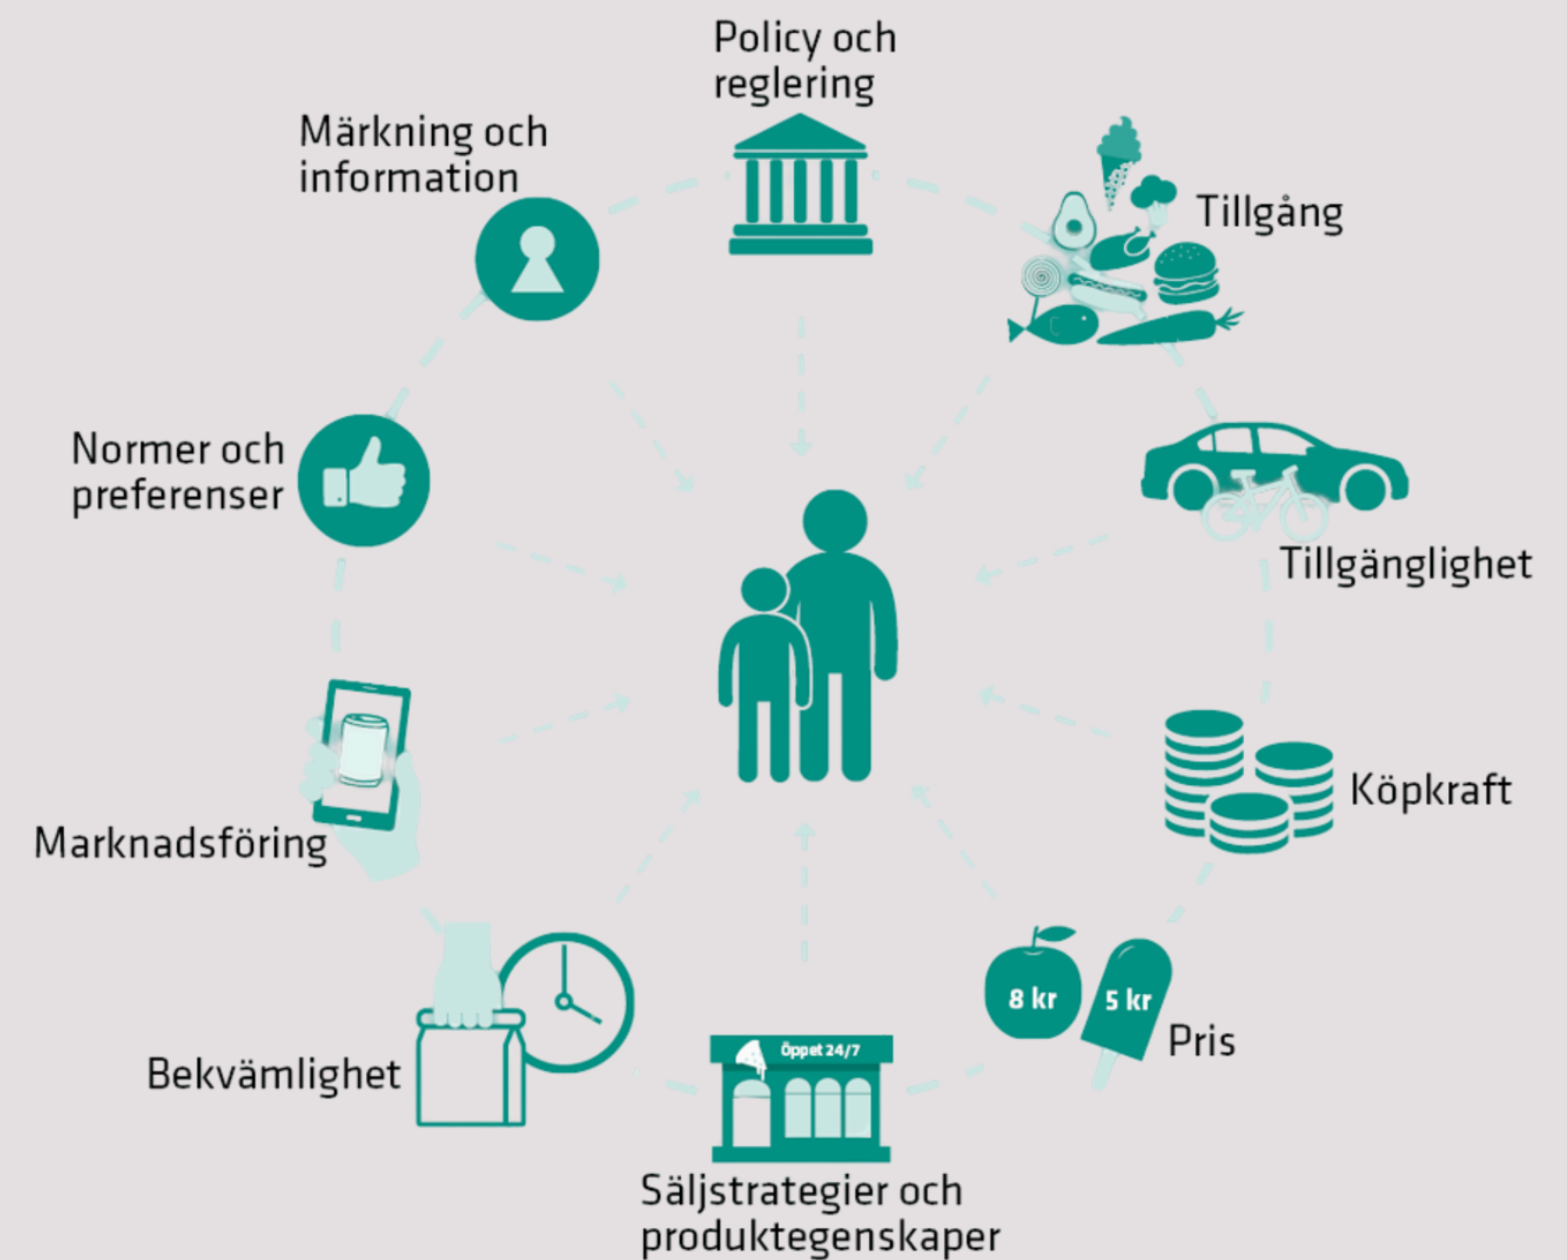 Policy och
reglering
Märkning och
information
Tillgång
Normer och
preferenser
Tillgänglighet
Köpkraft
Marknadsföring
8 kr
5 kr
Pris
Bekvämlighet
Öppet 24/7
Säljstrategier och
produktegenskaper